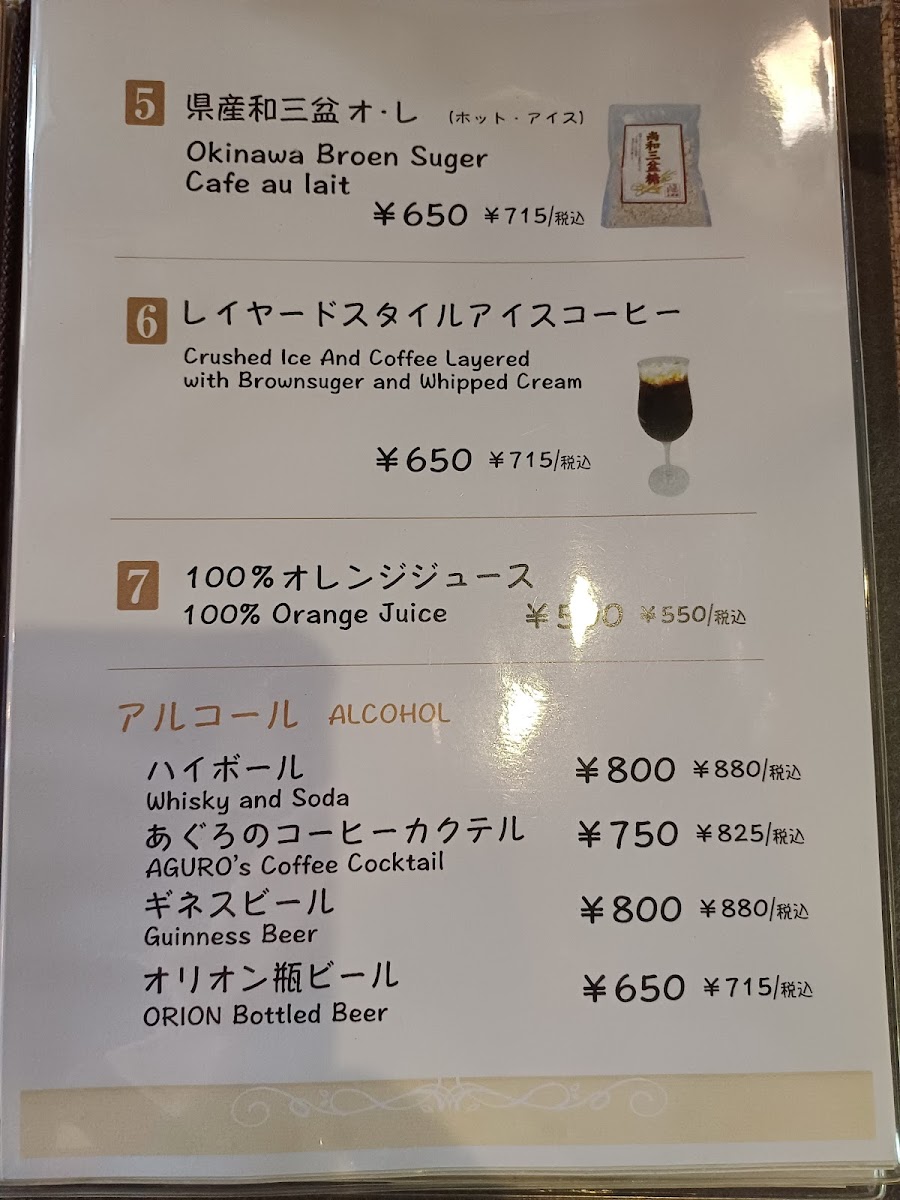 5 県産和三盆オ・レ (ホット・アイス)
Okinawa Broen Suger
Cafe au lait
¥650 ¥715/税込
尚和三盆糖
6 レイヤードスタイルアイスコーヒー
Crushed Ice And Coffee Layered
with Brownsuger and Whipped Cream
¥650 ¥715/税込
7 100%オレンジジュース
100% Orange Juice ¥500 ¥550/税込
アルコール ALCOHOL
ハイボール ¥800 ¥880/税込
Whisky and Soda
あぐろのコーヒーカクテル ¥750 ¥825/税込
AGURO's Coffee Cocktail
ギネスビール ¥800 ¥880/税込
Guinness Beer
オリオン瓶ビール ¥650 ¥715/税込
ORION Bottled Beer